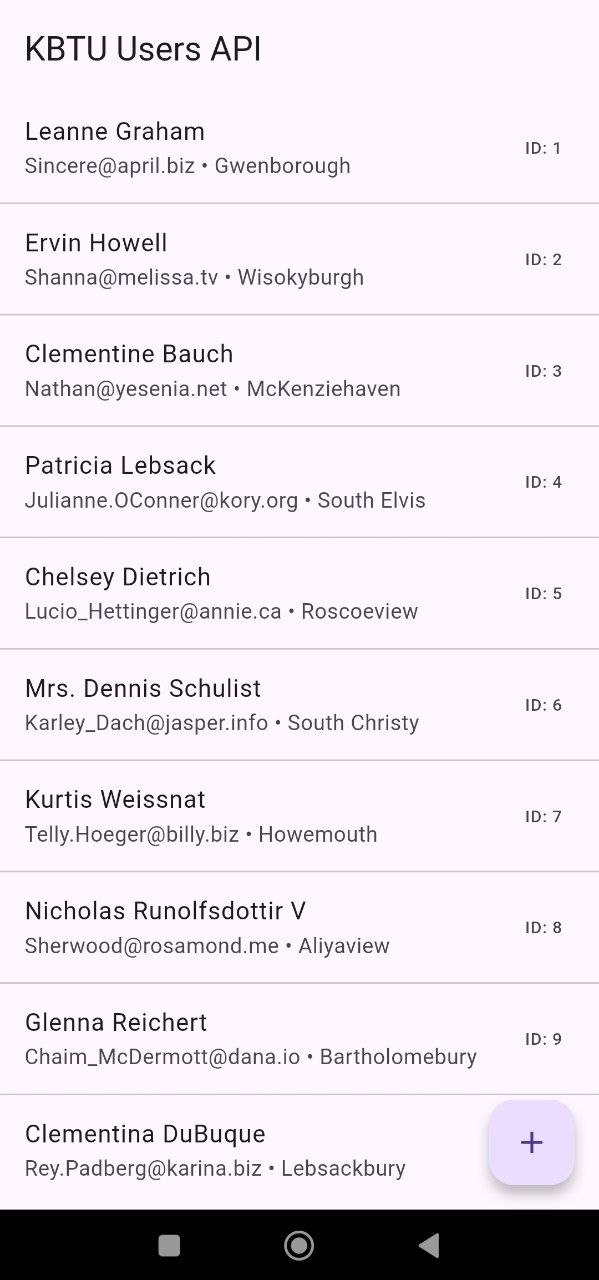 KBTU Users API
Leanne Graham
Sincere@april.biz • Gwenborough
ID: 1
Ervin Howell
Shanna@melissa.tv • Wisokyburgh
ID: 2
Clementine Bauch
Nathan@yesenia.net • McKenziehaven
ID: 3
Patricia Lebsack
Julianne.OConner@kory.org • South Elvis
ID: 4
Chelsey Dietrich
Lucio_Hettinger@annie.ca • Roscoeview
ID: 5
Mrs. Dennis Schulist
Karley_Dach@jasper.info • South Christy
ID: 6
Kurtis Weissnat
Telly.Hoeger@billy.biz • Howemouth
ID: 7
Nicholas Runolfsdottir V
Sherwood@rosamond.me • Aliyaview
ID: 8
Glenna Reichert
Chaim_McDermott@dana.io • Bartholomebury
ID: 9
Clementina DuBuque
Rey.Padberg@karina.biz • Lebsackbury
+